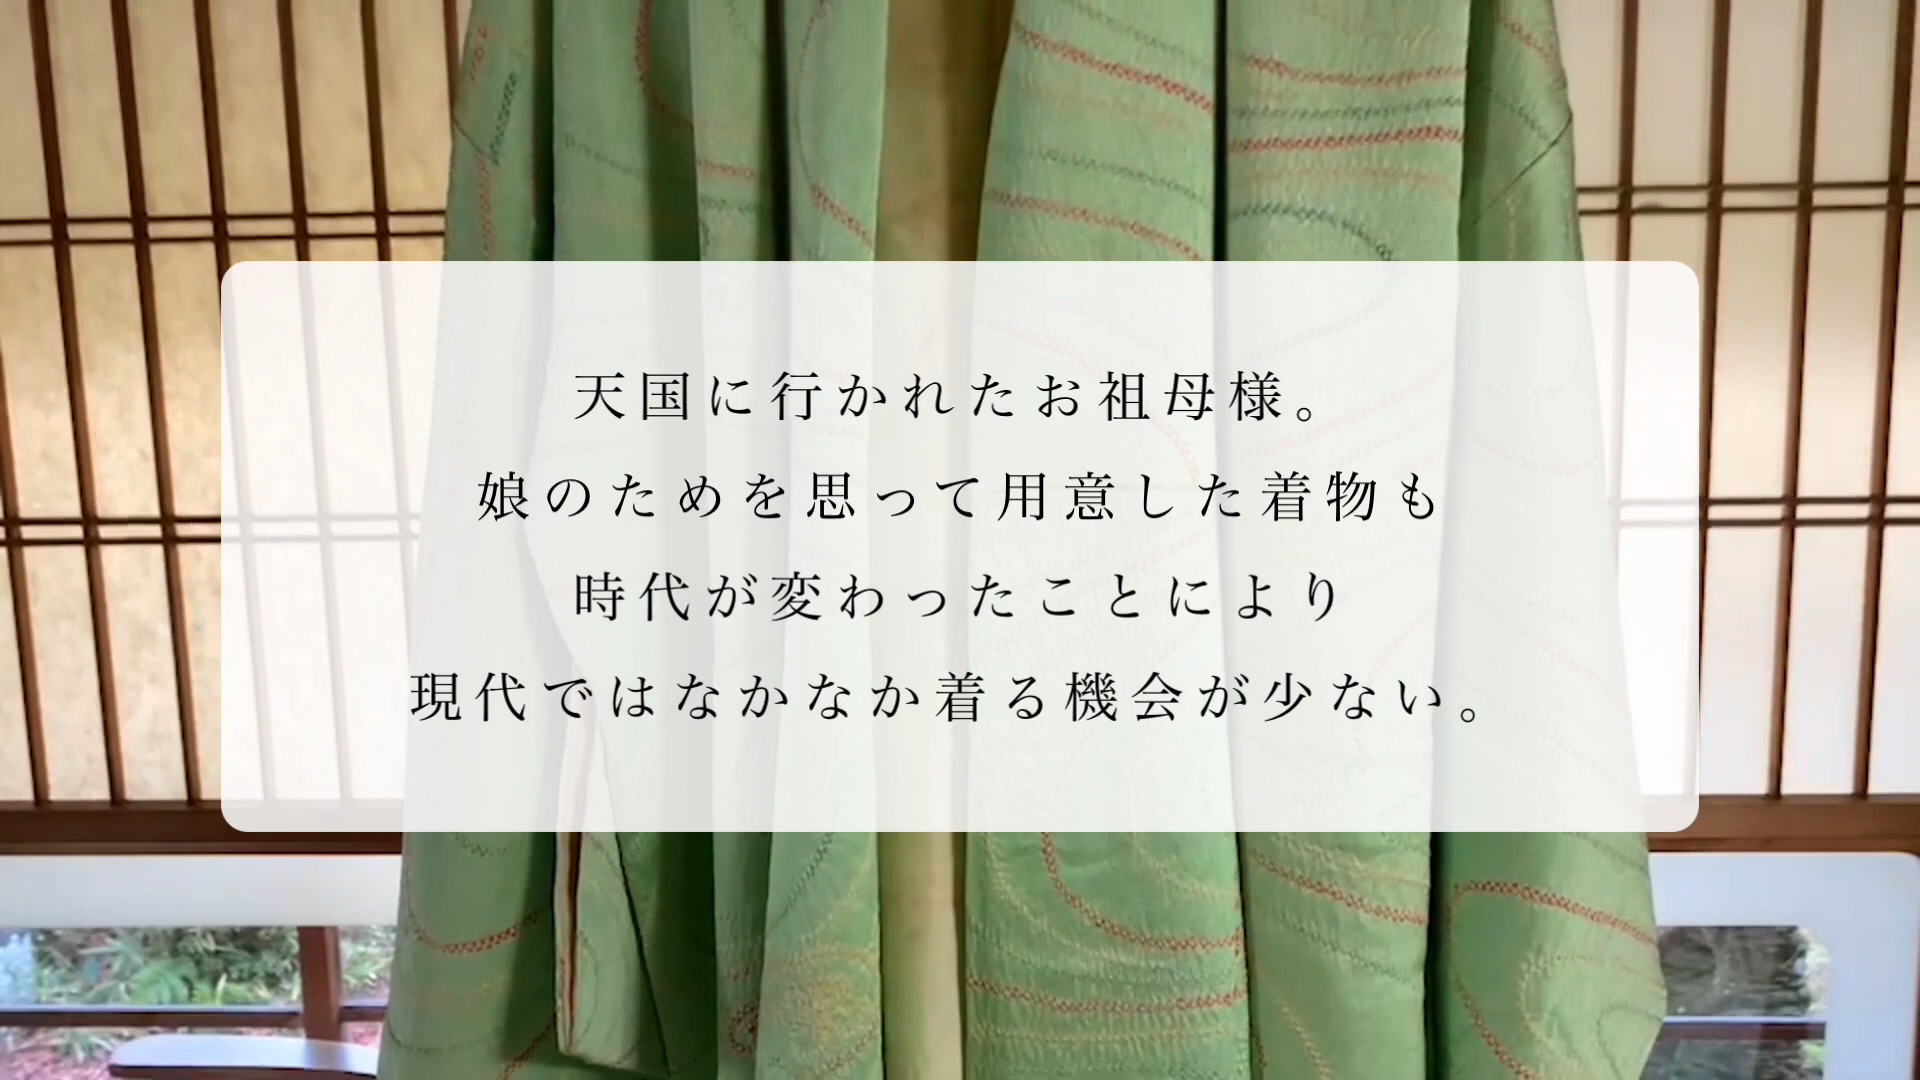 天国に行かれたお祖母様。
娘のためを思って用意した着物も
時代が変わったことにより
現代ではなかなか着る機会が少ない。